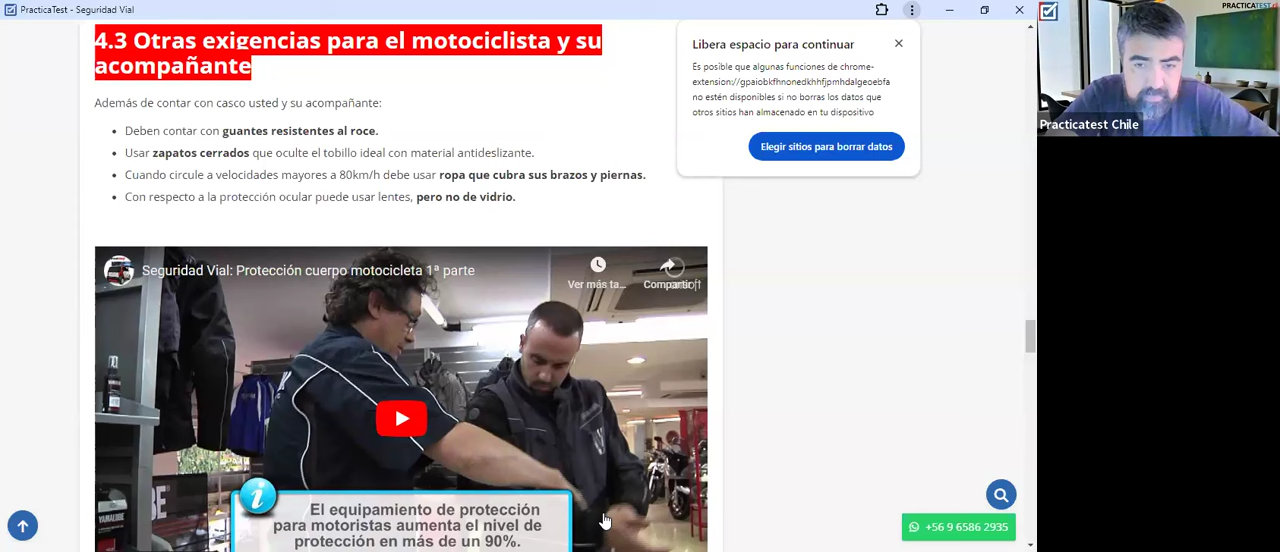 PracticaTest - Seguridad Vial
4.3 Otras exigencias para el motociclista y su
acompañante
Además de contar con casco usted y su acompañante:
• Deben contar con guantes resistentes al roce.
• Usar zapatos cerrados que oculte el tobillo ideal con material antideslizante.
• Cuando circule a velocidades mayores a 80km/h debe usar ropa que cubra sus brazos y piernas.
• Con respecto a la protección ocular puede usar lentes, pero no de vidrio.
Libera espacio para continuar
Es posible que algunas funciones de chrome-
extension://gpaiobkfhnonedkhhfjpmhdalgeoebfa
no estén disponibles si no borras los datos que
otros sitios han almacenado en tu dispositivo
Elegir sitios para borrar datos
Seguridad Vial: Protección cuerpo motocicleta 1ª parte
Ver más ta...
Compartir
El equipamiento de protección
para motoristas aumenta el nivel de
protección en más de un 90%.
+56 9 6586 2935
PRACTICATEST
Practicatest Chile